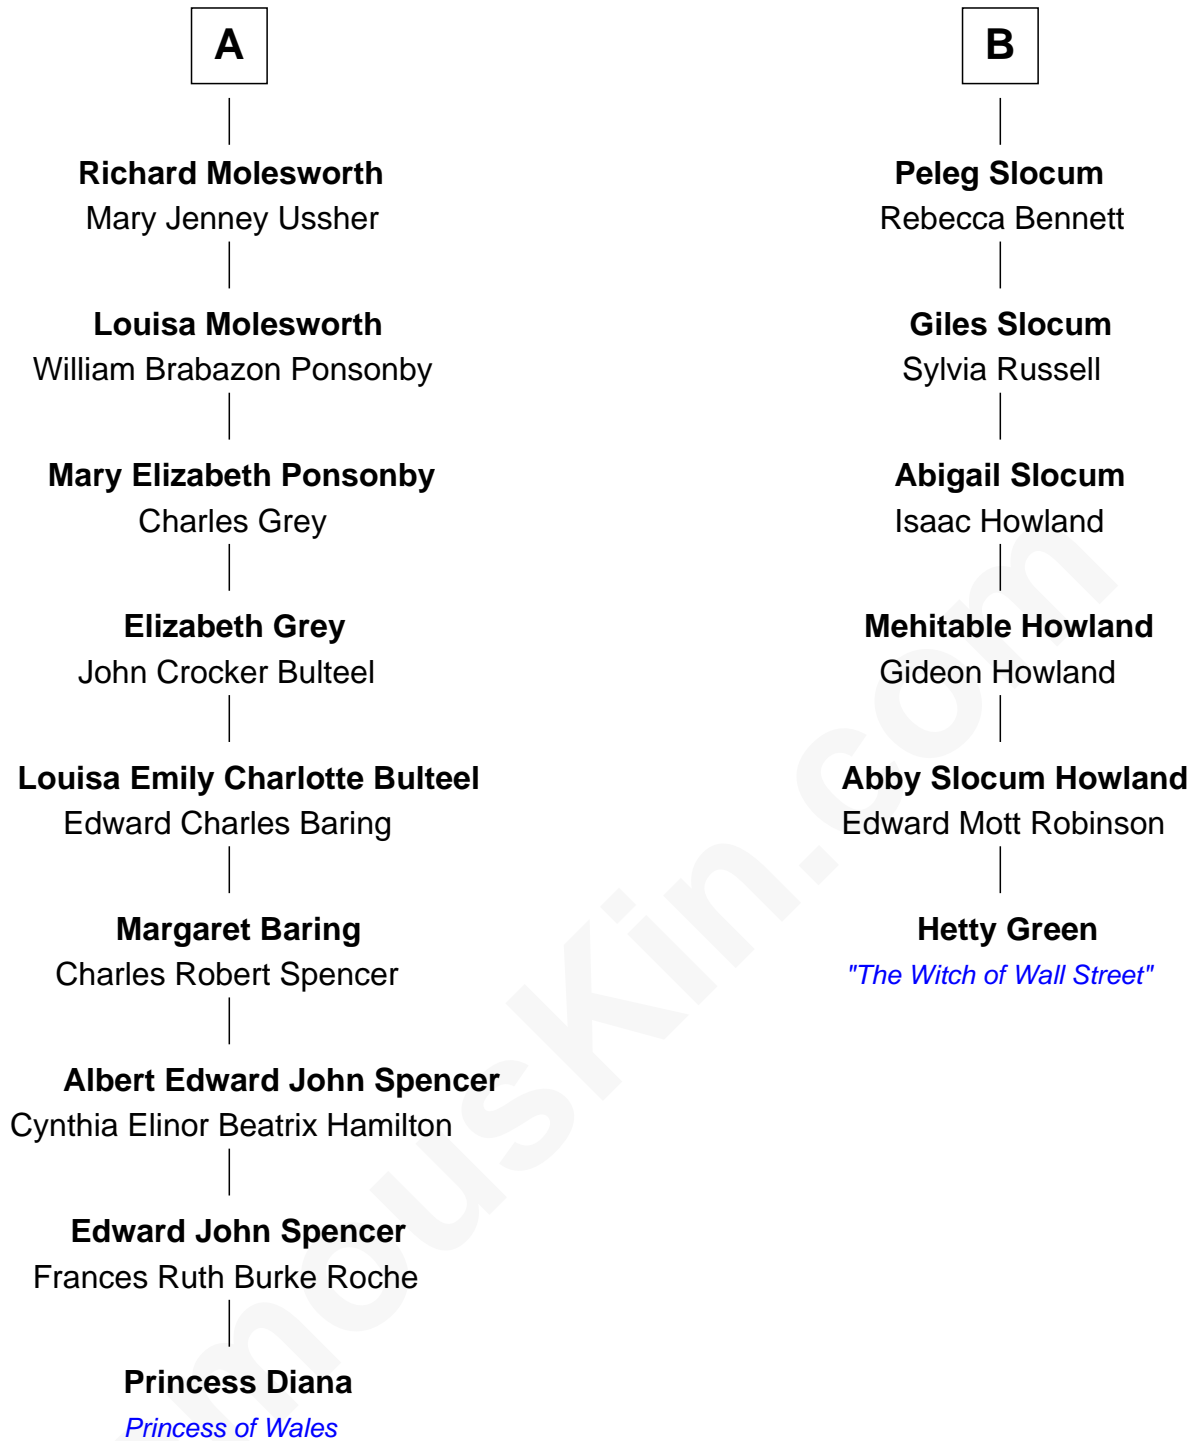 A
Richard Molesworth
Mary Jenney Ussher
Louisa Molesworth
William Brabazon Ponsonby
Mary Elizabeth Ponsonby
Charles Grey
Elizabeth Grey
John Crocker Bulteel
Louisa Emily Charlotte Bulteel
Edward Charles Baring
Margaret Baring
Charles Robert Spencer
Albert Edward John Spencer
Cynthia Elinor Beatrix Hamilton
Edward John Spencer
Frances Ruth Burke Roche
Princess Diana
Princess of Wales
B
Peleg Slocum
Rebecca Bennett
Giles Slocum
Sylvia Russell
Abigail Slocum
Isaac Howland
Mehitable Howland
Gideon Howland
Abby Slocum Howland
Edward Mott Robinson
Hetty Green
"The Witch of Wall Street"
mousKin.com